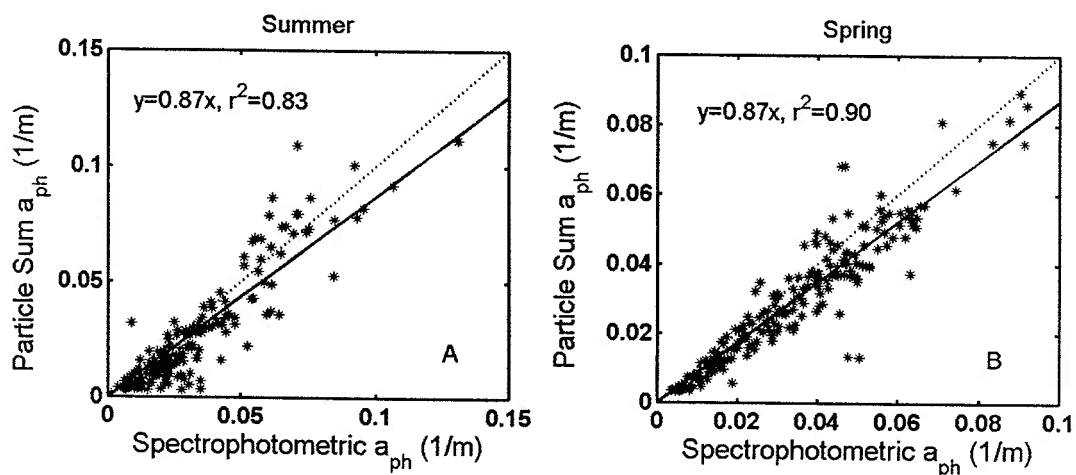 Summer
0.15
0.1
0.05
0
Particle Sum a_ph (1/m)
y=0.87x, r²=0.83
A
0 0.05 0.1 0.15
Spectrophotometric a_ph (1/m)
Spring
0.1
0.08
0.06
0.04
0.02
0
Particle Sum a_ph (1/m)
y=0.87x, r²=0.90
B
0 0.02 0.04 0.06 0.08 0.1
Spectrophotometric a_ph (1/m)